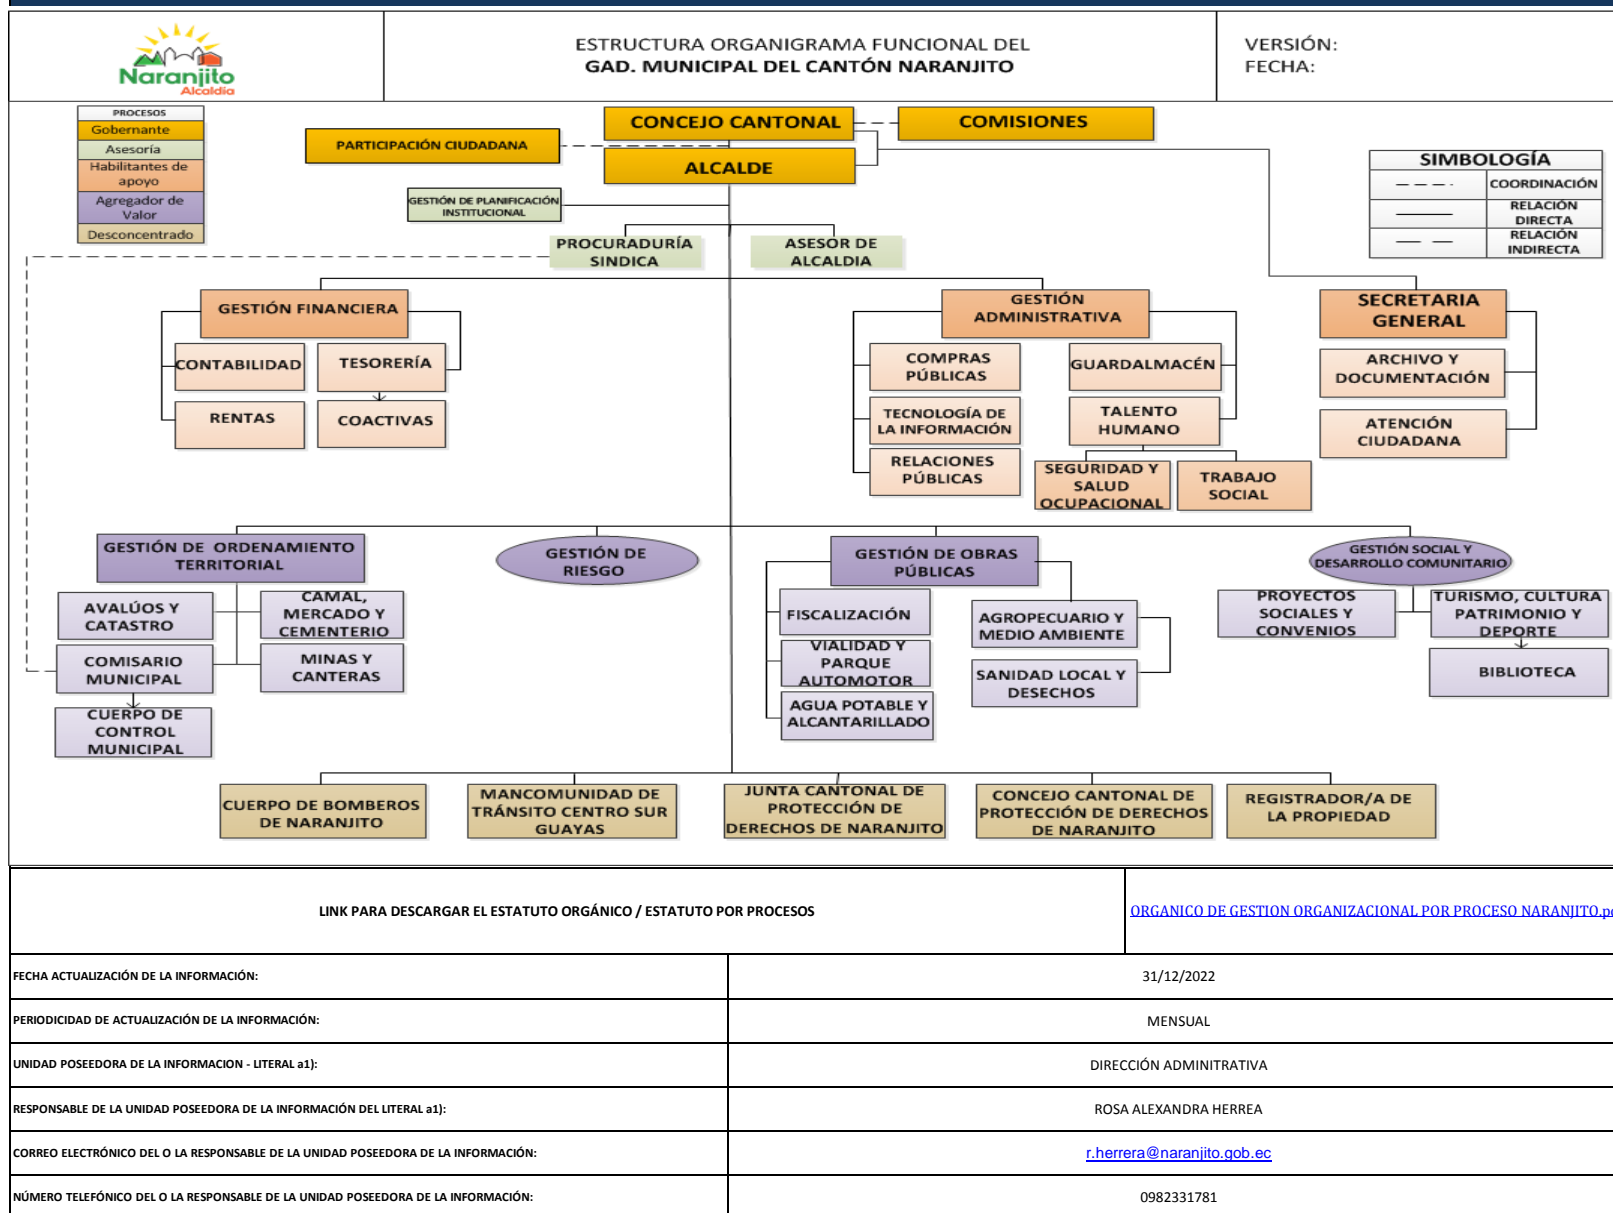 Naranjito
Alcaldía
ESTRUCTURA ORGANIGRAMA FUNCIONAL DEL
GAD. MUNICIPAL DEL CANTÓN NARANJITO
VERSIÓN:
FECHA:
PROCESOS
Gobernante
Asesoría
Habilitantes de
apoyo
Agregador de
Valor
Desconcentrado
CONCEJO CANTONAL
COMISIONES
PARTICIPACIÓN CIUDADANA
ALCALDE
SIMBOLOGÍA
COORDINACIÓN
RELACIÓN
DIRECTA
RELACIÓN
INDIRECTA
GESTIÓN DE PLANIFICACIÓN
INSTITUCIONAL
PROCURADURÍA
SINDICA
ASESOR DE
ALCALDIA
GESTIÓN FINANCIERA
GESTIÓN
ADMINISTRATIVA
SECRETARIA
GENERAL
CONTABILIDAD
TESORERÍA
RENTAS
COACTIVAS
COMPRAS
PÚBLICAS
GUARDALMACÉN
TECNOLOGÍA DE
LA INFORMACIÓN
TALENTO
HUMANO
RELACIONES
PÚBLICAS
SEGURIDAD Y
SALUD
OCUPACIONAL
TRABAJO
SOCIAL
ARCHIVO Y
DOCUMENTACIÓN
ATENCIÓN
CIUDADANA
GESTIÓN DE ORDENAMIENTO
TERRITORIAL
GESTIÓN DE
RIESGO
GESTIÓN DE OBRAS
PÚBLICAS
GESTIÓN SOCIAL Y
DESARROLLO COMUNITARIO
AVALÚOS Y
CATASTRO
CAMAL,
MERCADO Y
CEMENTERIO
COMISARIO
MUNICIPAL
MINAS Y
CANTERAS
CUERPO DE
CONTROL
MUNICIPAL
FISCALIZACIÓN
VIALIDAD Y
PARQUE
AUTOMOTOR
AGUA POTABLE Y
ALCANTARILLADO
AGROPECUARIO Y
MEDIO AMBIENTE
SANIDAD LOCAL Y
DESECHOS
PROYECTOS
SOCIALES Y
CONVENIOS
TURISMO, CULTURA
PATRIMONIO Y
DEPORTE
BIBLIOTECA
CUERPO DE BOMBEROS
DE NARANJITO
MANCOMUNIDAD DE
TRÁNSITO CENTRO SUR
GUAYAS
JUNTA CANTONAL DE
PROTECCIÓN DE
DERECHOS DE NARANJITO
CONCEJO CANTONAL DE
PROTECCIÓN DE DERECHOS
DE NARANJITO
REGISTRADOR/A DE
LA PROPIEDAD
LINK PARA DESCARGAR EL ESTATUTO ORGÁNICO / ESTATUTO POR PROCESOS
ORGANICO DE GESTION ORGANIZACIONAL POR PROCESO NARANJITO.p
FECHA ACTUALIZACIÓN DE LA INFORMACIÓN:
31/12/2022
PERIODICIDAD DE ACTUALIZACIÓN DE LA INFORMACIÓN:
MENSUAL
UNIDAD POSEEDORA DE LA INFORMACION - LITERAL a1):
DIRECCIÓN ADMINITRATIVA
RESPONSABLE DE LA UNIDAD POSEEDORA DE LA INFORMACIÓN DEL LITERAL a1):
ROSA ALEXANDRA HERREA
CORREO ELECTRÓNICO DEL O LA RESPONSABLE DE LA UNIDAD POSEEDORA DE LA INFORMACIÓN:
r.herrera@naranjito.gob.ec
NÚMERO TELEFÓNICO DEL O LA RESPONSABLE DE LA UNIDAD POSEEDORA DE LA INFORMACIÓN:
0982331781